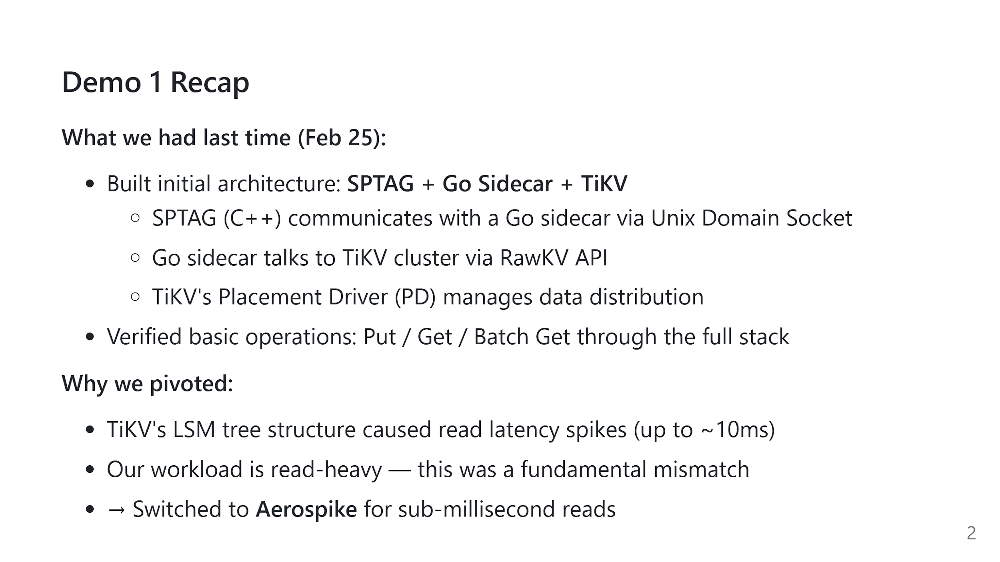 Demo 1 Recap
What we had last time (Feb 25):
• Built initial architecture: SPTAG + Go Sidecar + TiKV
○ SPTAG (C++) communicates with a Go sidecar via Unix Domain Socket
○ Go sidecar talks to TiKV cluster via RawKV API
○ TiKV's Placement Driver (PD) manages data distribution
• Verified basic operations: Put / Get / Batch Get through the full stack
Why we pivoted:
• TiKV's LSM tree structure caused read latency spikes (up to ~10ms)
• Our workload is read-heavy — this was a fundamental mismatch
• → Switched to Aerospike for sub-millisecond reads
2